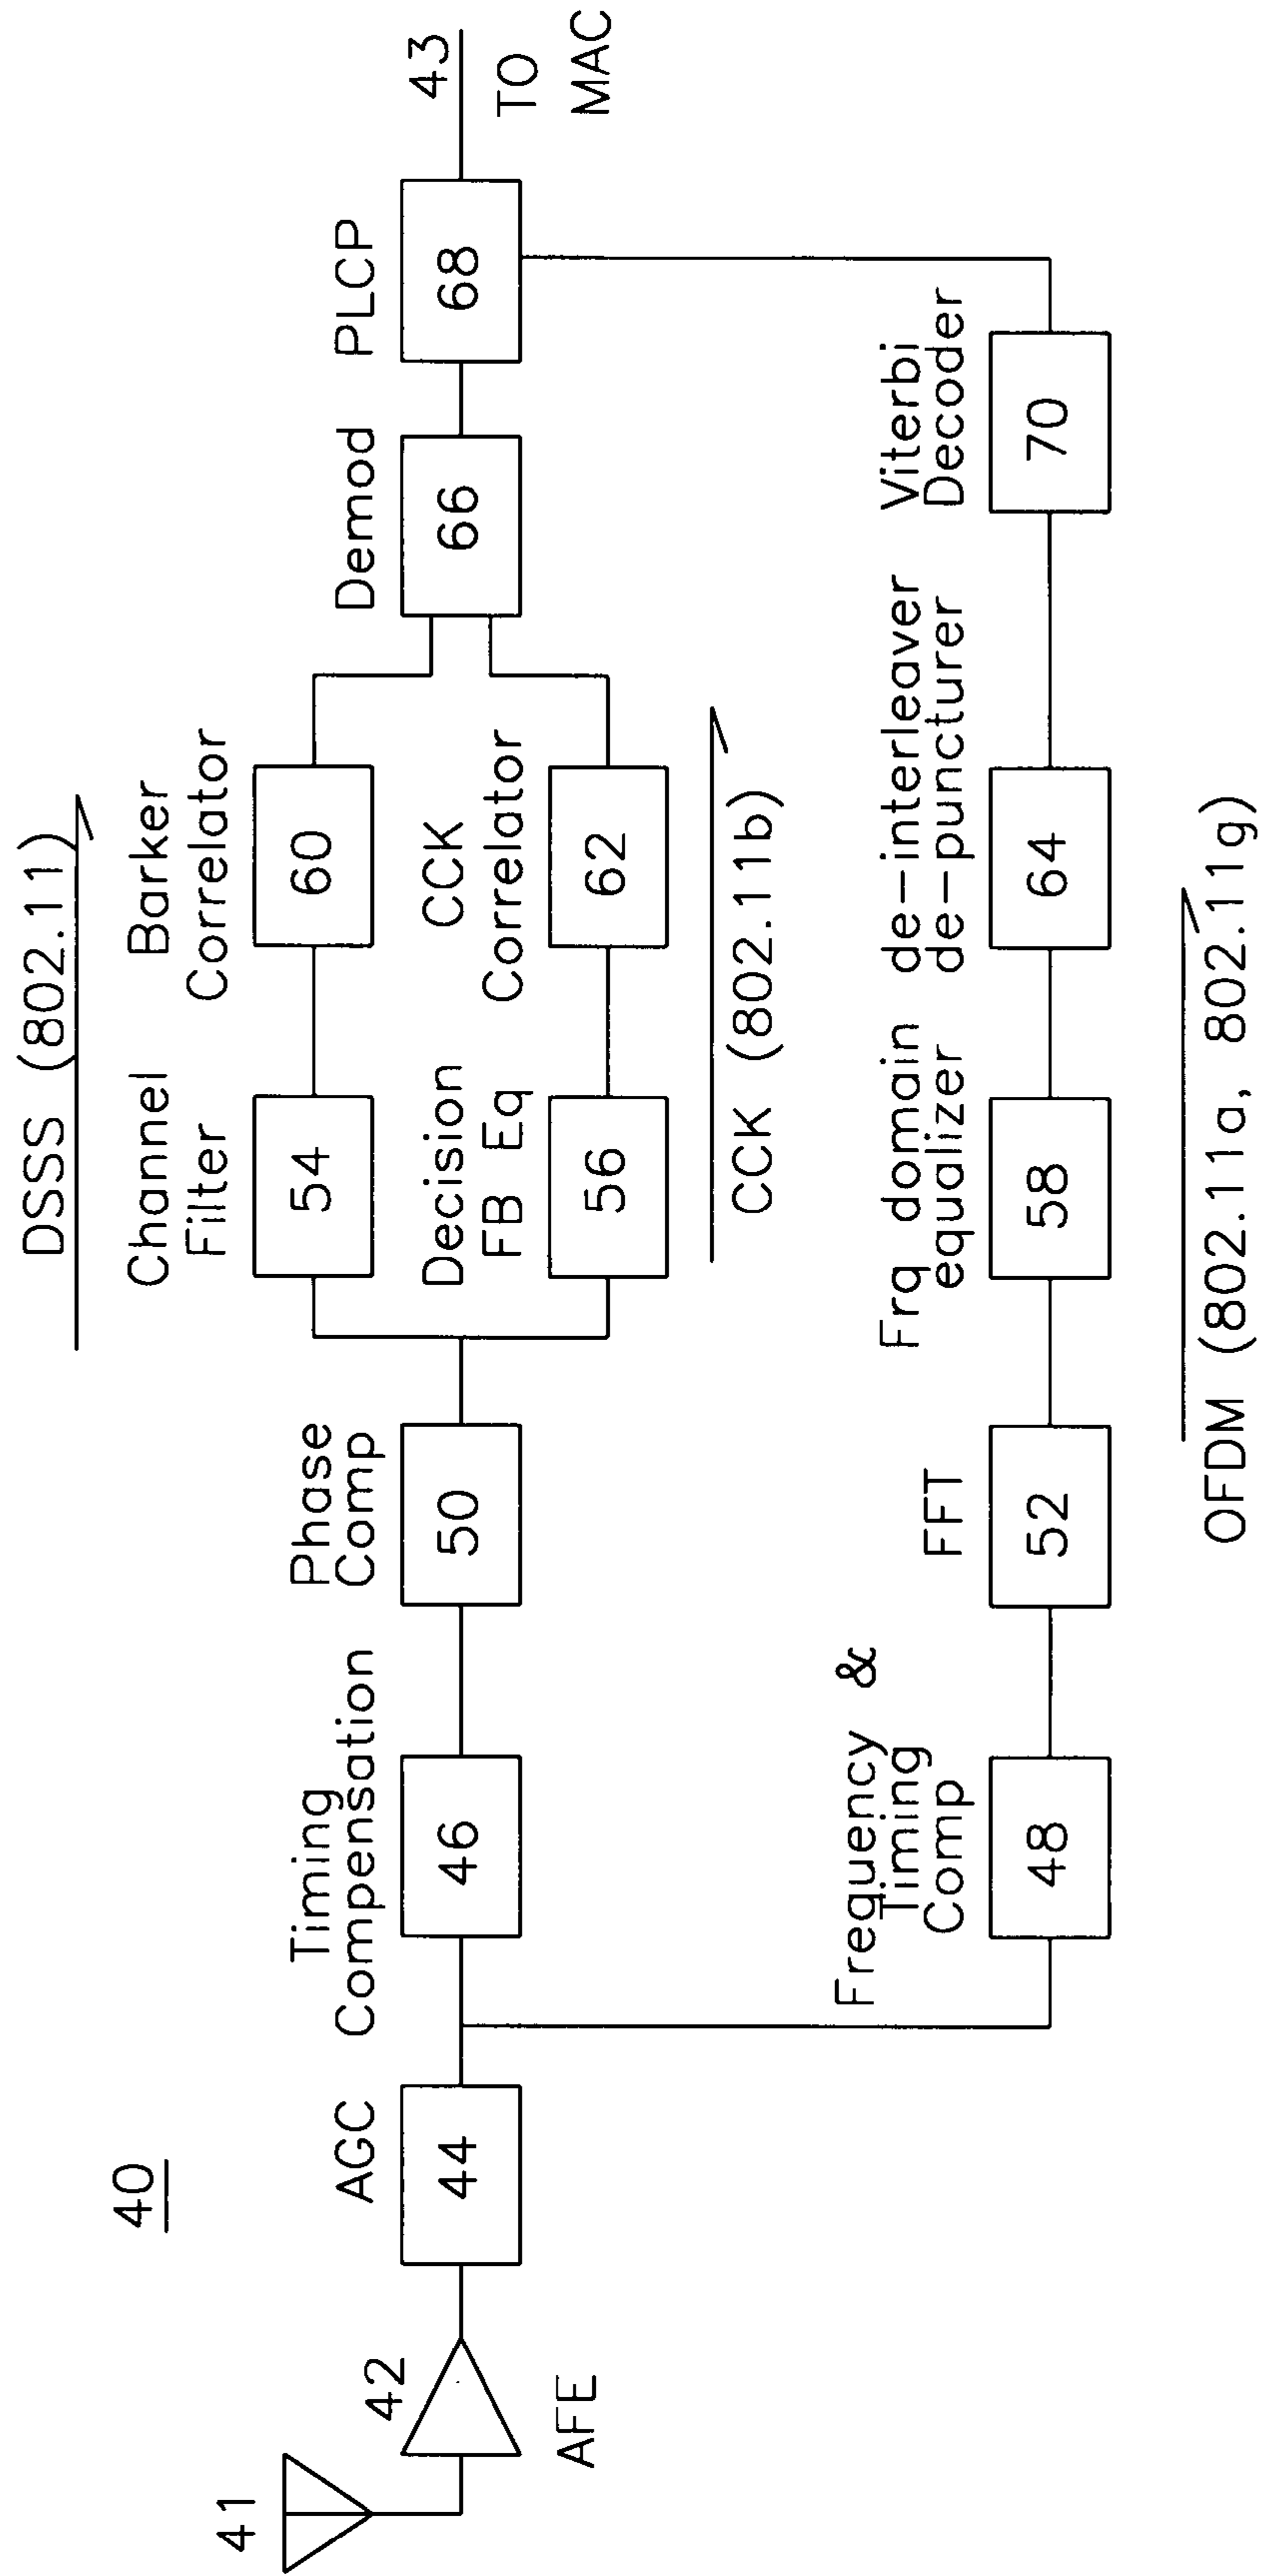 40
41
42
AFE
AGC
44
Timing
Compensation
46
Phase
Comp
50
DSSS (802.11)
Channel
Filter
54
Barker
Correlator
60
Decision
FB Eq
56
CCK
Correlator
62
CCK (802.11b)
Demod
66
PLCP
68
43
TO
MAC
Frequency &
Timing
Comp
48
FFT
52
Frq domain
equalizer
58
de-interleaver
de-puncturer
64
Viterbi
Decoder
70
OFDM (802.11a, 802.11g)